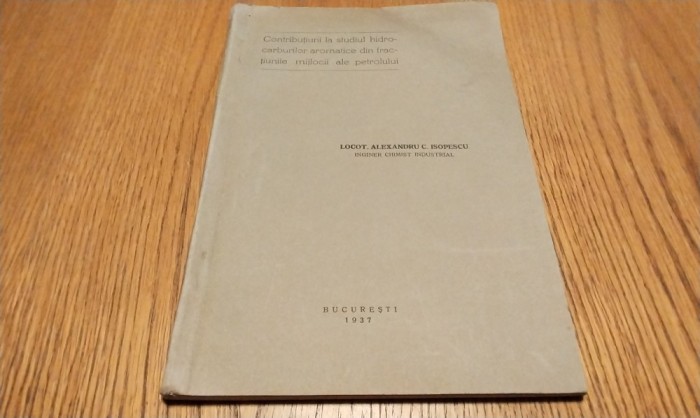 Contribuțiuni la studiul hidro-
carburilor aromatice din frac-
țiunile mijlocii ale petrolului
LOCOT. ALEXANDRU C. ISOPESCU
INGINER CHIMIST INDUSTRIAL
BUCUREȘTI
1937